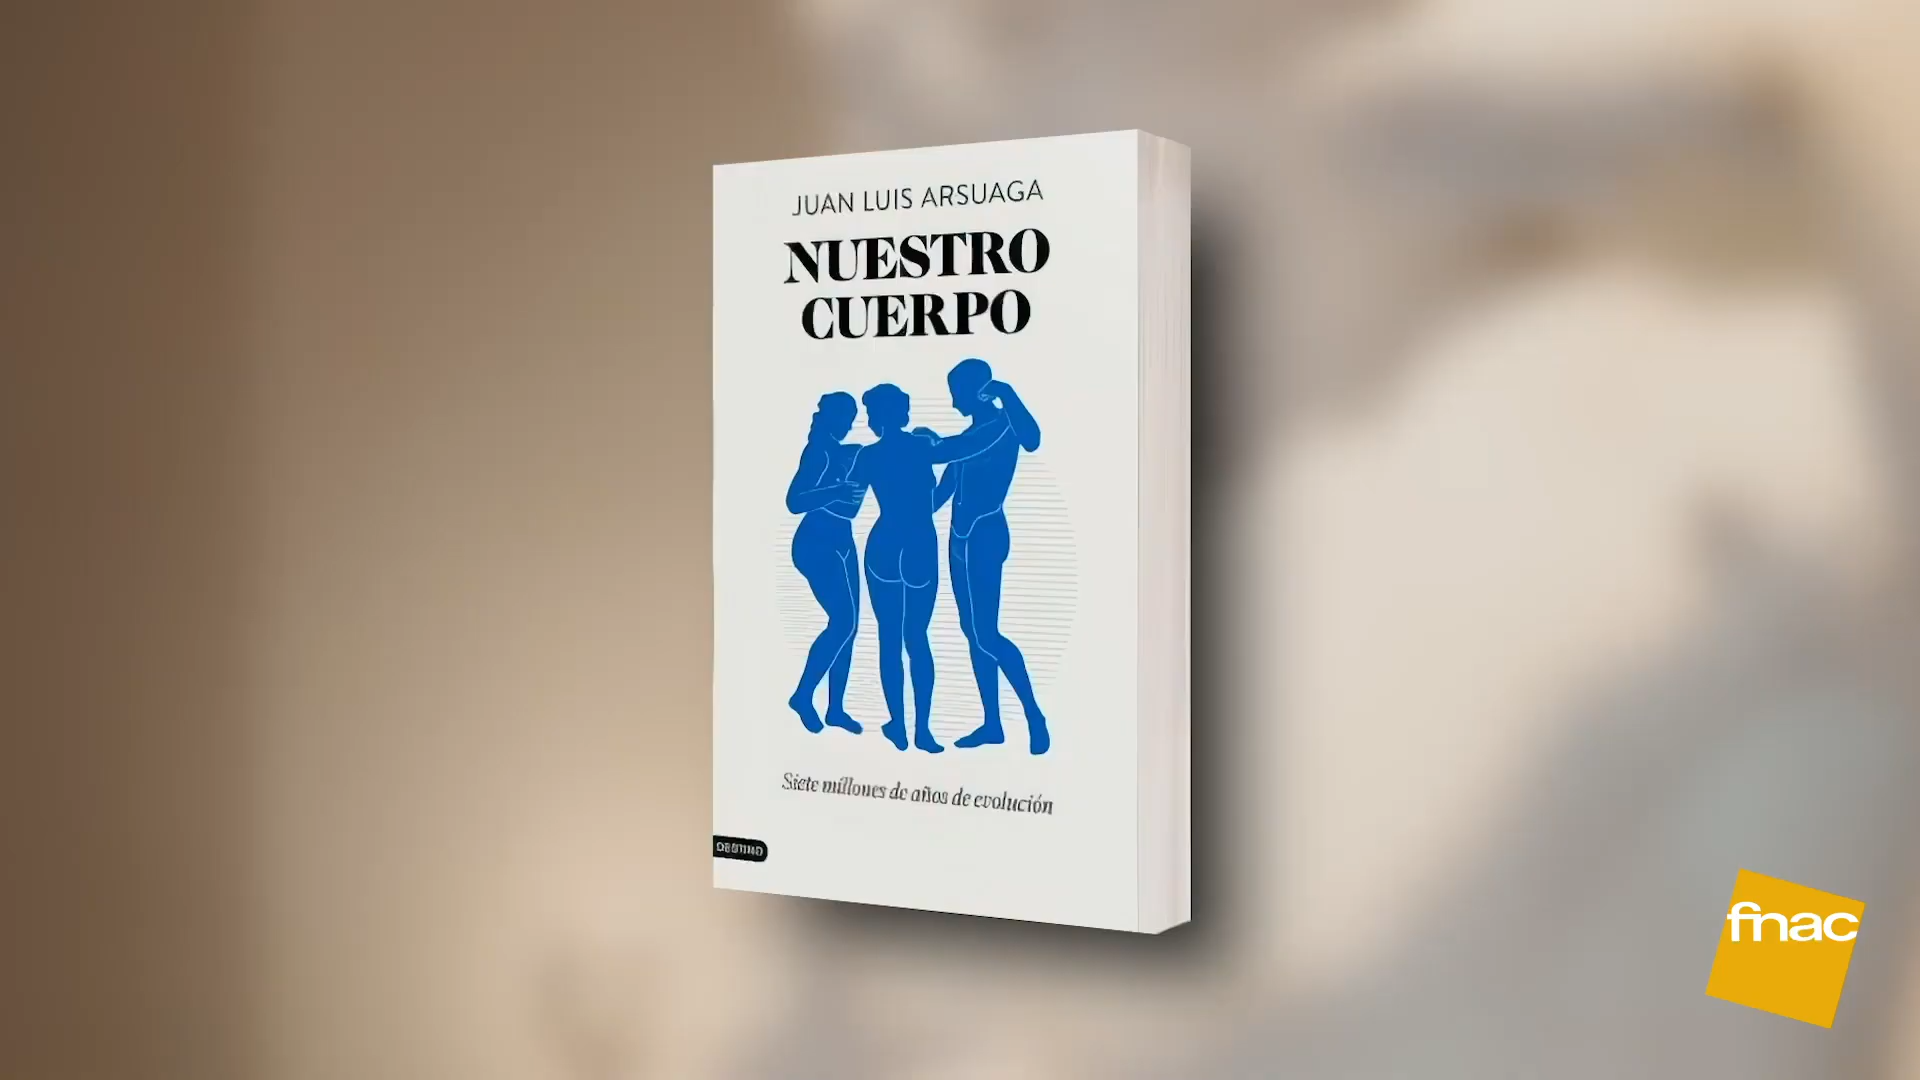 JUAN LUIS ARSUAGA
NUESTRO
CUERPO
Siete millones de años de evolución
DESTINO
fnac